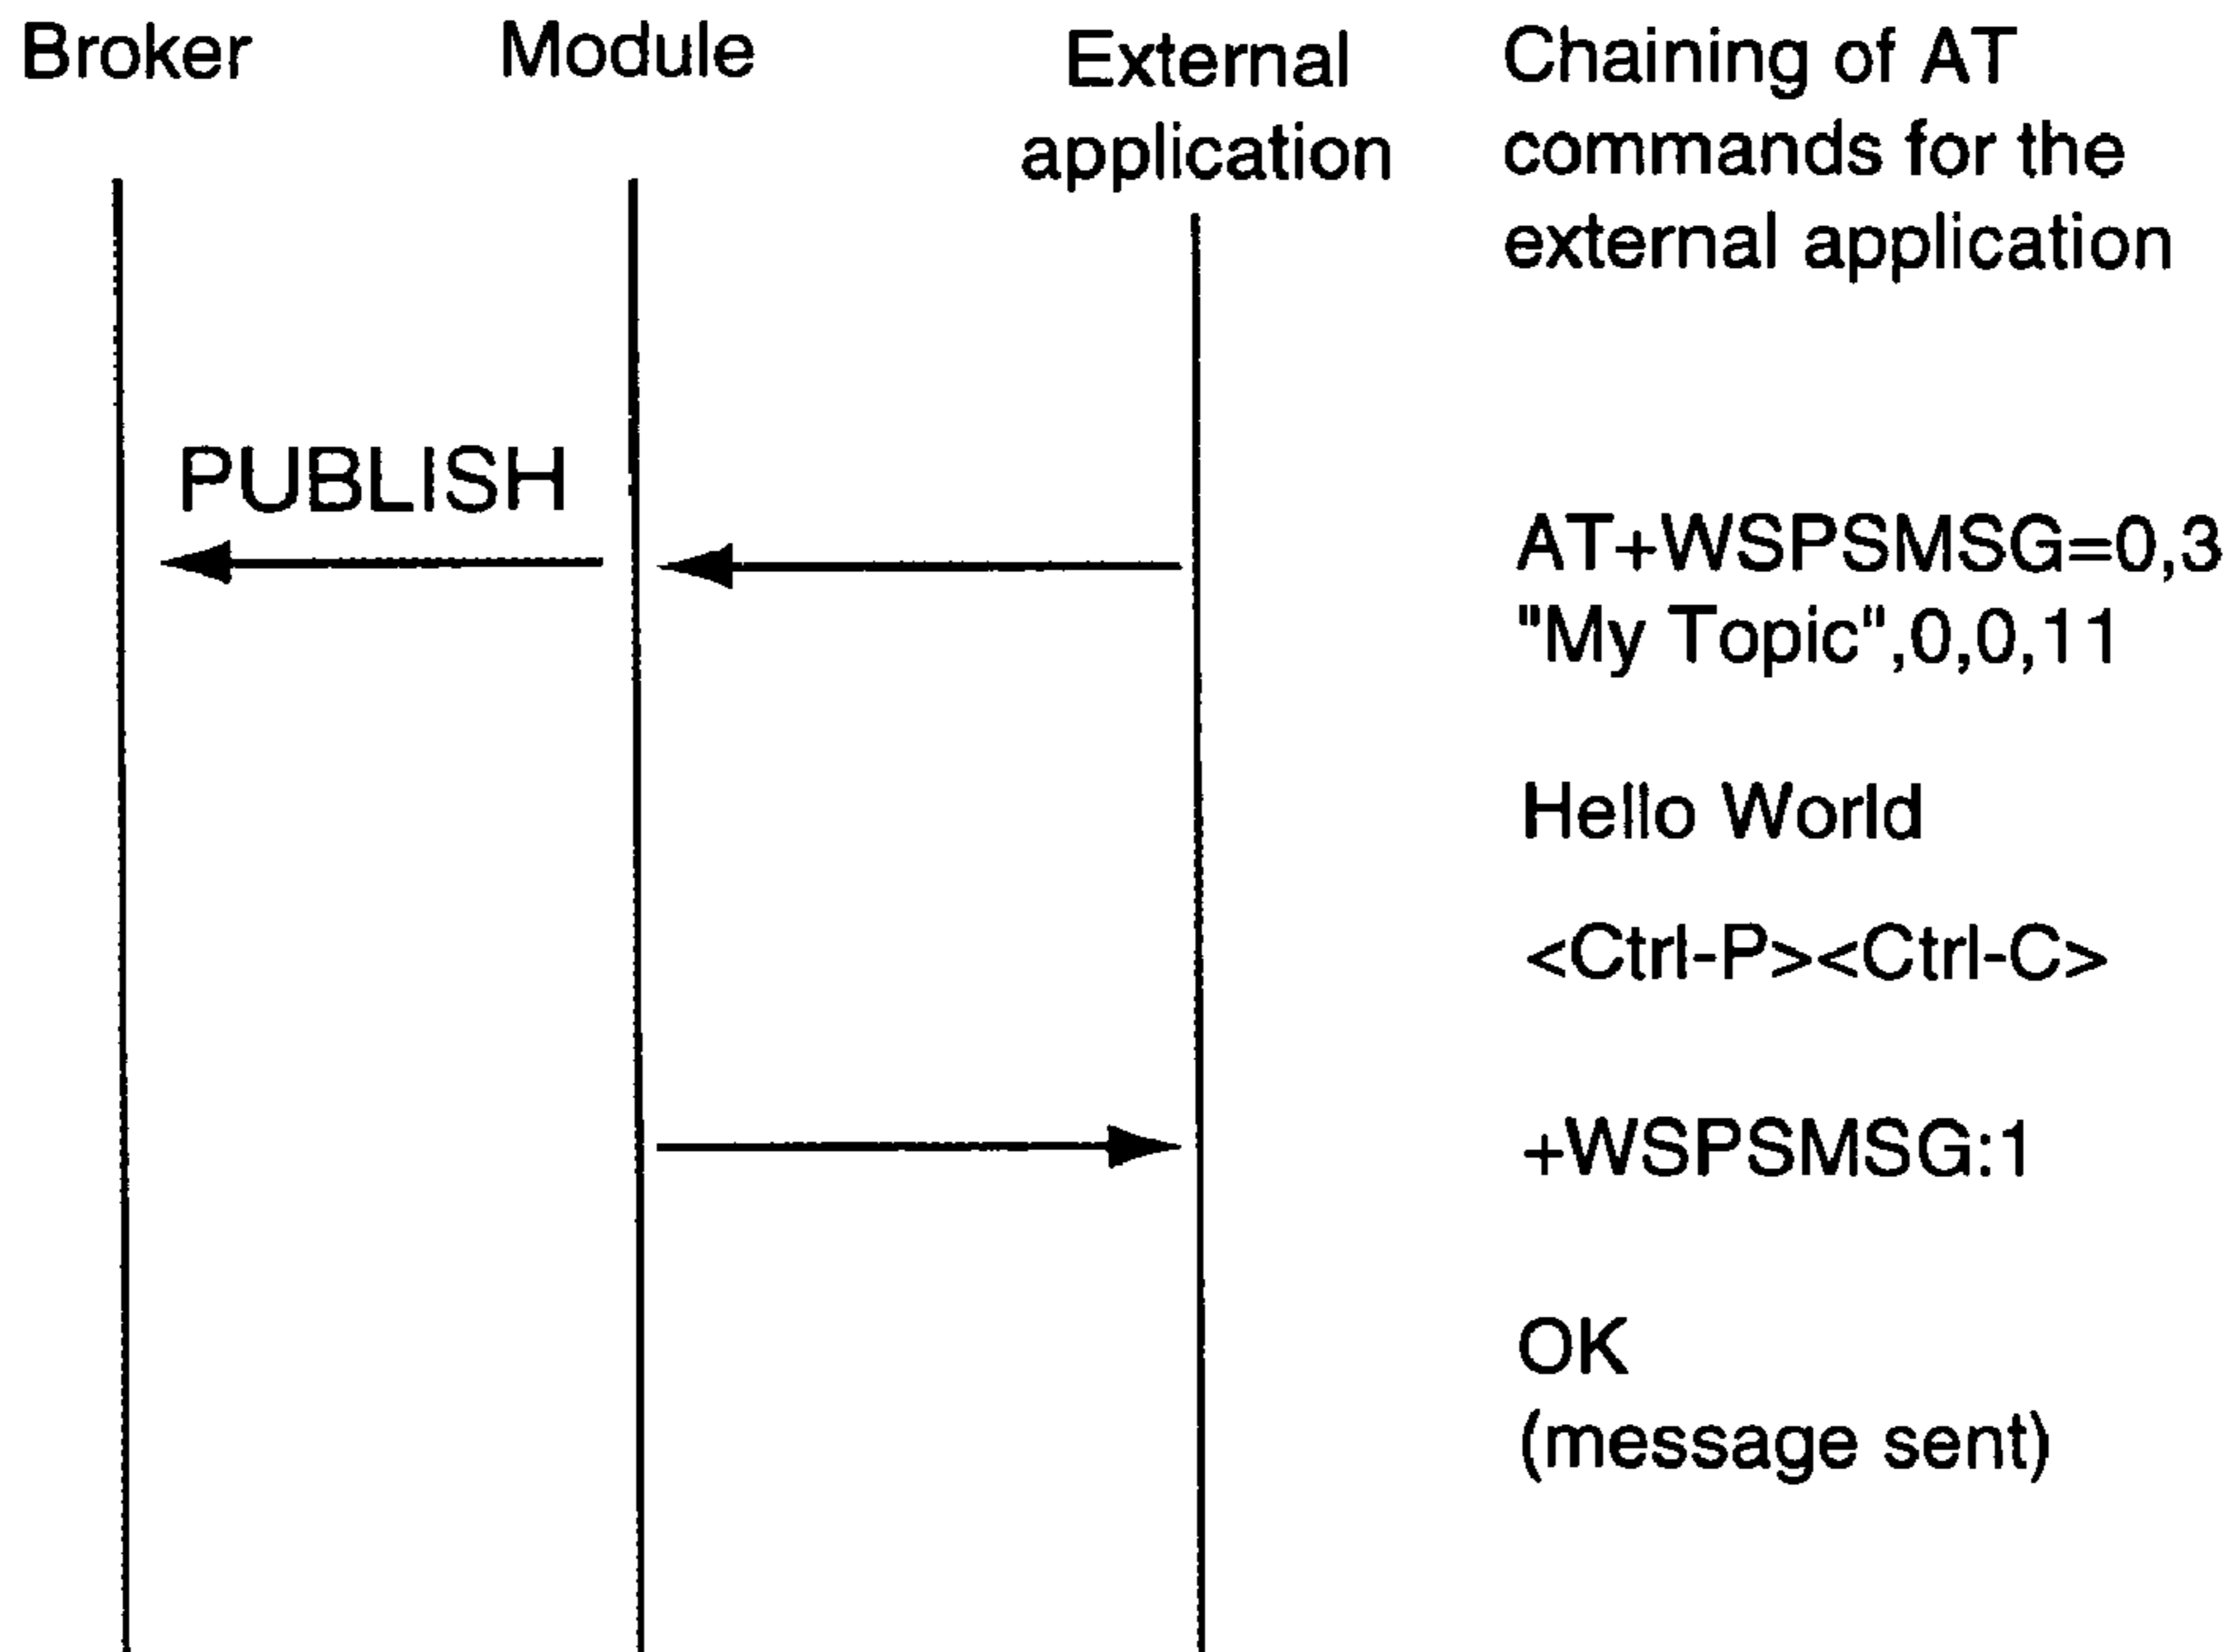 Broker
Module
External
application
Chaining of AT
commands for the
external application
PUBLISH
AT+WSPSMSG=0,3
"My Topic",0,0,11
Hello World
<Ctrl-P><Ctrl-C>
+WSPSMSG:1
OK
(message sent)